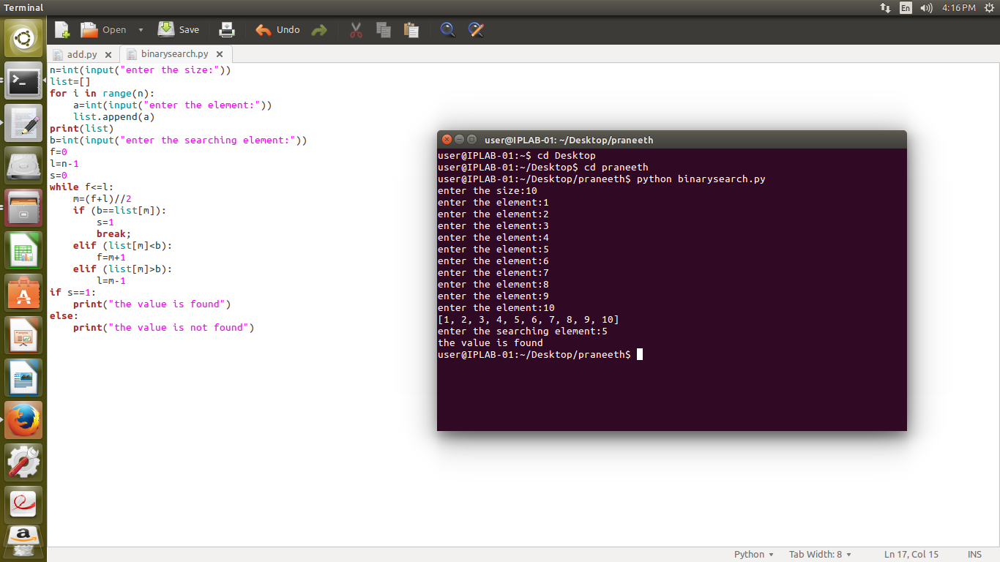 Terminal
En
4:16 PM
Open
Save
Undo
add.py
binarysearch.py
n=int(input("enter the size:"))
list=[]
for i in range(n):
    a=int(input("enter the element:"))
    list.append(a)
print(list)
b=int(input("enter the searching element:"))
f=0
l=n-1
s=0
while f<=l:
    m=(f+l)//2
    if (b==list[m]):
        s=1
        break;
    elif (list[m]<b):
        f=m+1
    elif (list[m]>b):
        l=m-1
if s==1:
    print("the value is found")
else:
    print("the value is not found")
user@IPLAB-01: ~/Desktop/praneeth
user@IPLAB-01:~$ cd Desktop
user@IPLAB-01:~/Desktop$ cd praneeth
user@IPLAB-01:~/Desktop/praneeth$ python binarysearch.py
enter the size:10
enter the element:1
enter the element:2
enter the element:3
enter the element:4
enter the element:5
enter the element:6
enter the element:7
enter the element:8
enter the element:9
enter the element:10
[1, 2, 3, 4, 5, 6, 7, 8, 9, 10]
enter the searching element:5
the value is found
user@IPLAB-01:~/Desktop/praneeth$
Python
Tab Width: 8
Ln 17, Col 15
INS